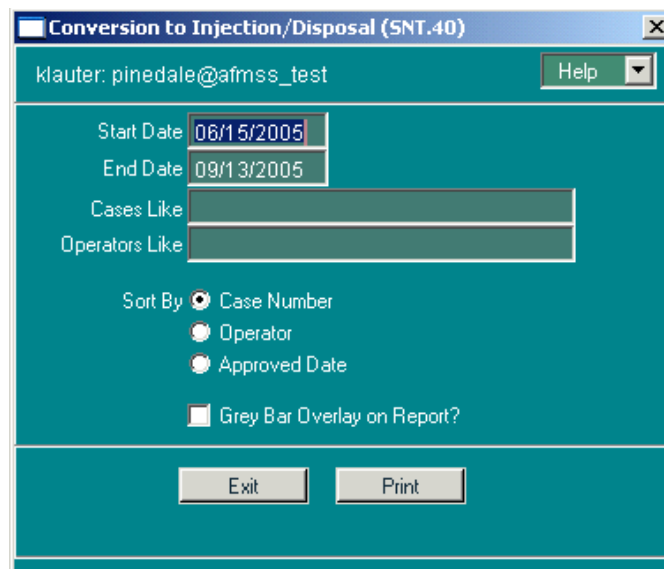 Conversion to Injection/Disposal (SNT.40)
klauter: pinedale@afmss_test
Help
Start Date 06/15/2005
End Date 09/13/2005
Cases Like
Operators Like
Sort By Case Number
Operator
Approved Date
Grey Bar Overlay on Report?
Exit Print